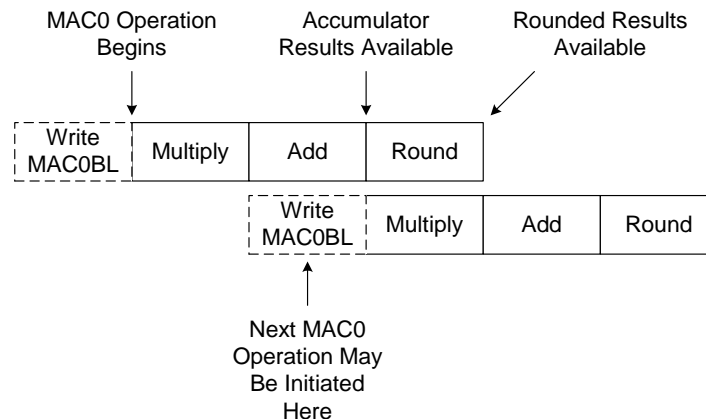 MAC0 Operation
Begins
Accumulator
Results Available
Rounded Results
Available
Write
MAC0BL
Multiply
Add
Round
Write
MAC0BL
Multiply
Add
Round
Next MAC0
Operation May
Be Initiated
Here